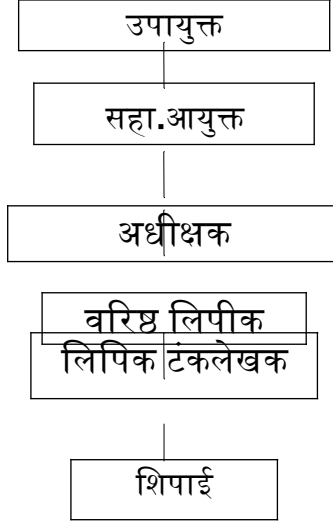 उपायुक्त
सहा.आयुक्त
अधीक्षक
वरिष्ठ लिपीक
लिपिक टंकलेखक
शिपाई